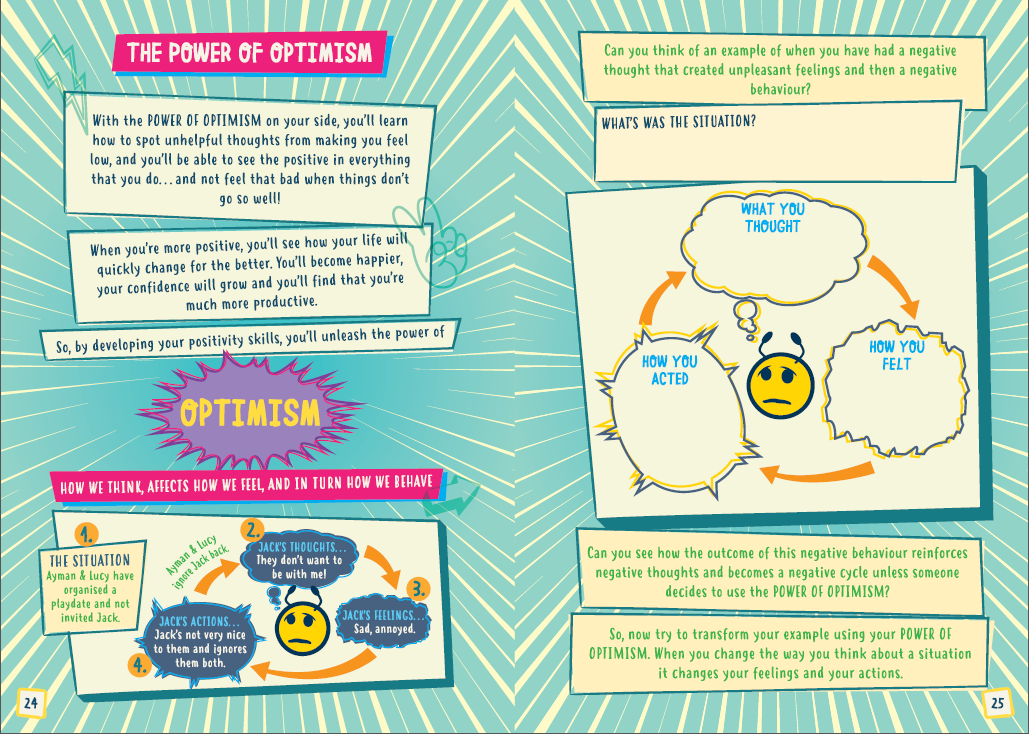 THE POWER OF OPTIMISM
With the POWER OF OPTIMISM on your side, you'll learn
how to spot unhelpful thoughts from making you feel
low, and you'll be able to see the positive in everything
that you do... and not feel that bad when things don't
go so well!
When you're more positive, you'll see how your life will
quickly change for the better. You'll become happier,
your confidence will grow and you'll find that you're
much more productive.
So, by developing your positivity skills, you'll unleash the power of
OPTIMISM
HOW WE THINK, AFFECTS HOW WE FEEL, AND IN TURN HOW WE BEHAVE
1.
THE SITUATION
Ayman & Lucy have
organised a
playdate and not
invited Jack.
Ayman & Lucy
ignore Jack back.
2.
JACK'S THOUGHTS...
They don't want to
be with me!
3.
JACK'S FEELINGS...
Sad, annoyed.
JACK'S ACTIONS...
Jack's not very nice
to them and ignores
them both.
4.
24
Can you think of an example of when you have had a negative
thought that created unpleasant feelings and then a negative
behaviour?
WHAT'S WAS THE SITUATION?
WHAT YOU
THOUGHT
HOW YOU
FELT
HOW YOU
ACTED
Can you see how the outcome of this negative behaviour reinforces
negative thoughts and becomes a negative cycle unless someone
decides to use the POWER OF OPTIMISM?
So, now try to transform your example using your POWER OF
OPTIMISM. When you change the way you think about a situation
it changes your feelings and your actions.
25